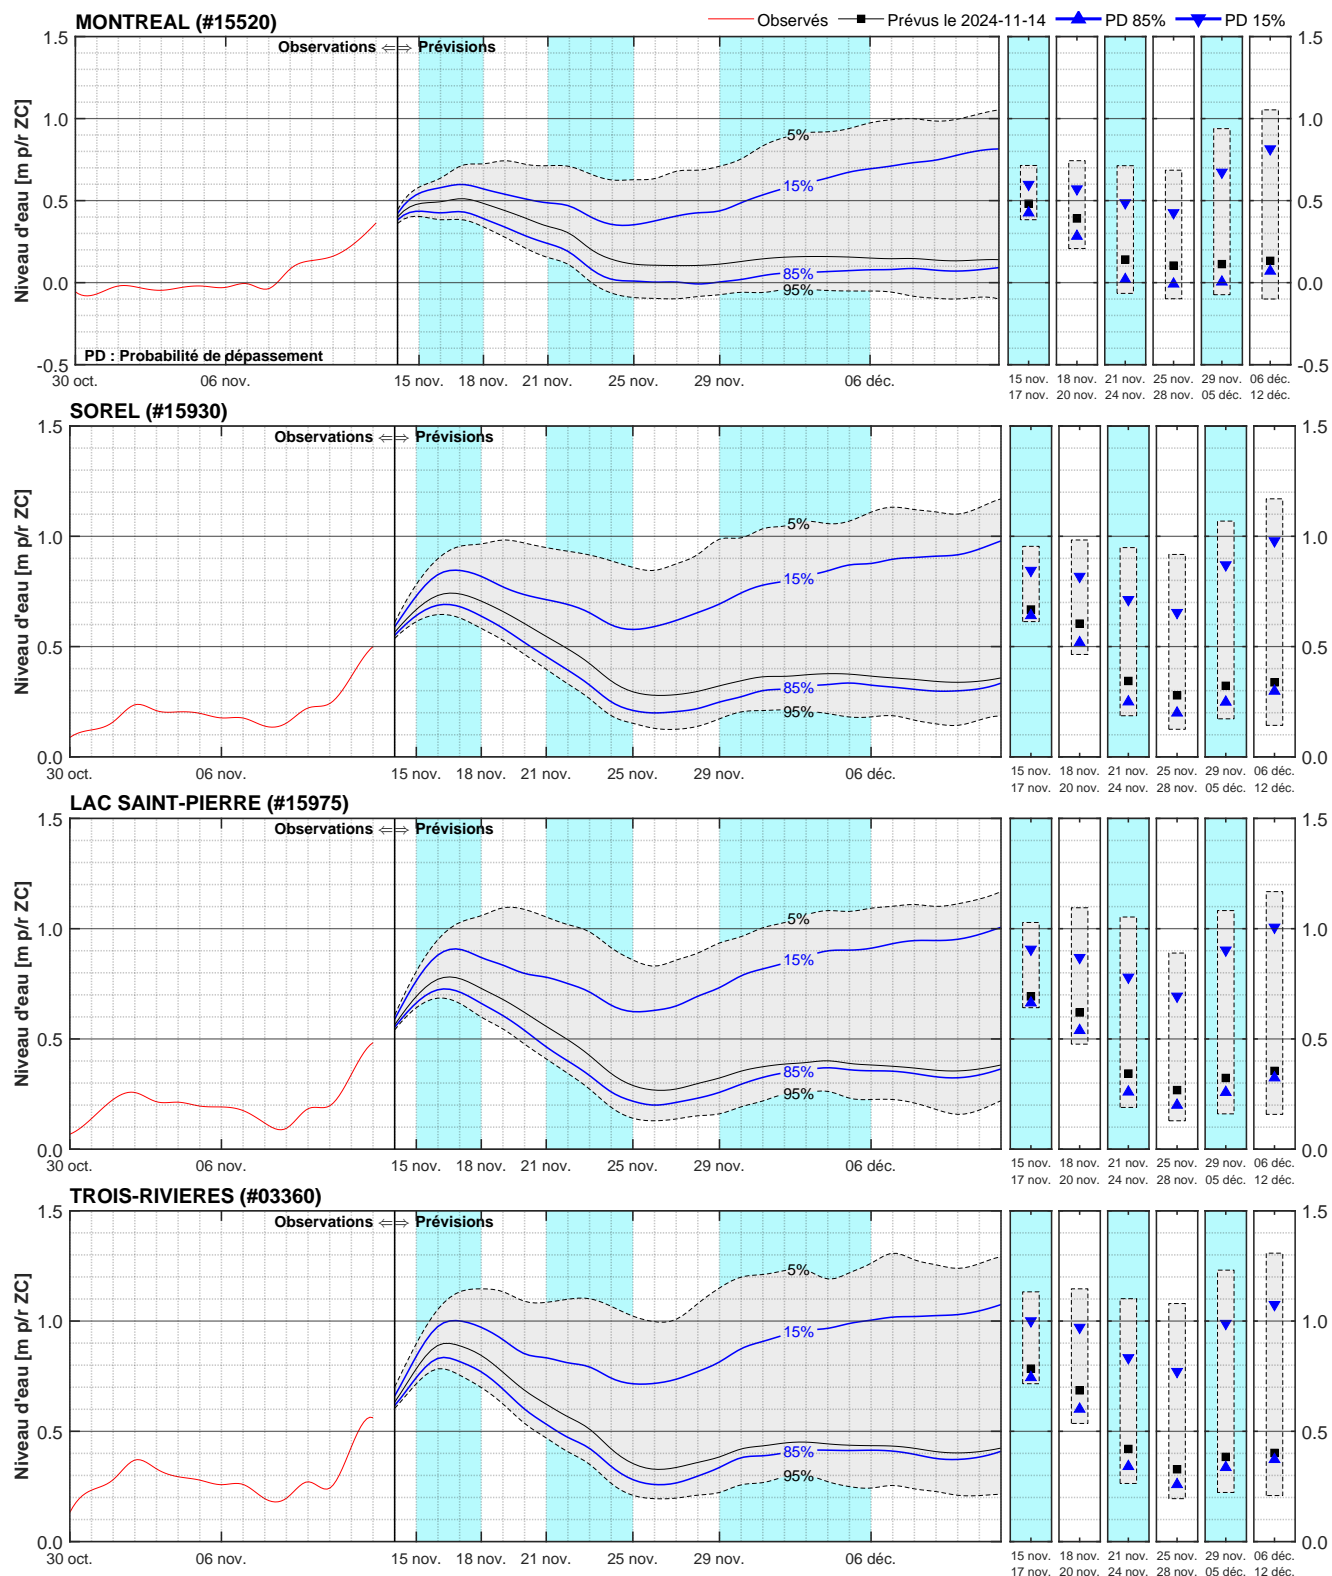 MONTREAL (#15520)
Observés Prévus le 2024-11-14 PD 85% PD 15%
Observations ⇐⇒ Prévisions
Niveau d'eau [m p/r ZC]
1.5 1.0 0.5 0.0 -0.5
5%
15%
85%
95%
PD : Probabilité de dépassement
30 oct. 06 nov. 15 nov. 18 nov. 21 nov. 25 nov. 29 nov. 06 déc.
1.5 1.0 0.5 0.0 -0.5
15 nov. 18 nov. 21 nov. 25 nov. 29 nov. 06 déc.
17 nov. 20 nov. 24 nov. 28 nov. 05 déc. 12 déc.
SOREL (#15930)
Observations ⇐⇒ Prévisions
Niveau d'eau [m p/r ZC]
1.5 1.0 0.5 0.0
5%
15%
85%
95%
30 oct. 06 nov. 15 nov. 18 nov. 21 nov. 25 nov. 29 nov. 06 déc.
1.5 1.0 0.5 0.0
15 nov. 18 nov. 21 nov. 25 nov. 29 nov. 06 déc.
17 nov. 20 nov. 24 nov. 28 nov. 05 déc. 12 déc.
LAC SAINT-PIERRE (#15975)
Observations ⇐⇒ Prévisions
Niveau d'eau [m p/r ZC]
1.5 1.0 0.5 0.0
5%
15%
85%
95%
30 oct. 06 nov. 15 nov. 18 nov. 21 nov. 25 nov. 29 nov. 06 déc.
1.5 1.0 0.5 0.0
15 nov. 18 nov. 21 nov. 25 nov. 29 nov. 06 déc.
17 nov. 20 nov. 24 nov. 28 nov. 05 déc. 12 déc.
TROIS-RIVIERES (#03360)
Observations ⇐⇒ Prévisions
Niveau d'eau [m p/r ZC]
1.5 1.0 0.5 0.0
5%
15%
85%
95%
30 oct. 06 nov. 15 nov. 18 nov. 21 nov. 25 nov. 29 nov. 06 déc.
1.5 1.0 0.5 0.0
15 nov. 18 nov. 21 nov. 25 nov. 29 nov. 06 déc.
17 nov. 20 nov. 24 nov. 28 nov. 05 déc. 12 déc.